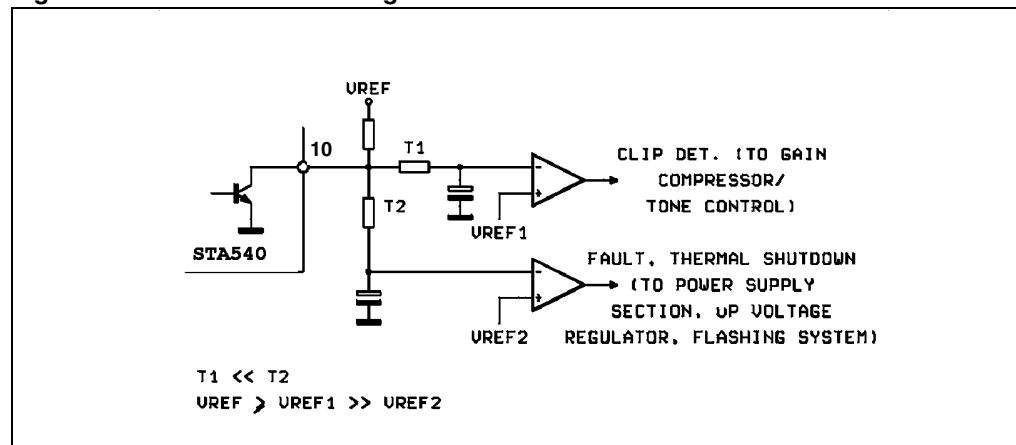 VREF
10
T1
T2
STA540
VREF1
CLIP DET. (TO GAIN
COMPRESSOR/
TONE CONTROL)
VREF2
FAULT, THERMAL SHUTDOWN
(TO POWER SUPPLY
SECTION, uP VOLTAGE
REGULATOR, FLASHING SYSTEM)
T1 << T2
VREF > VREF1 >> VREF2